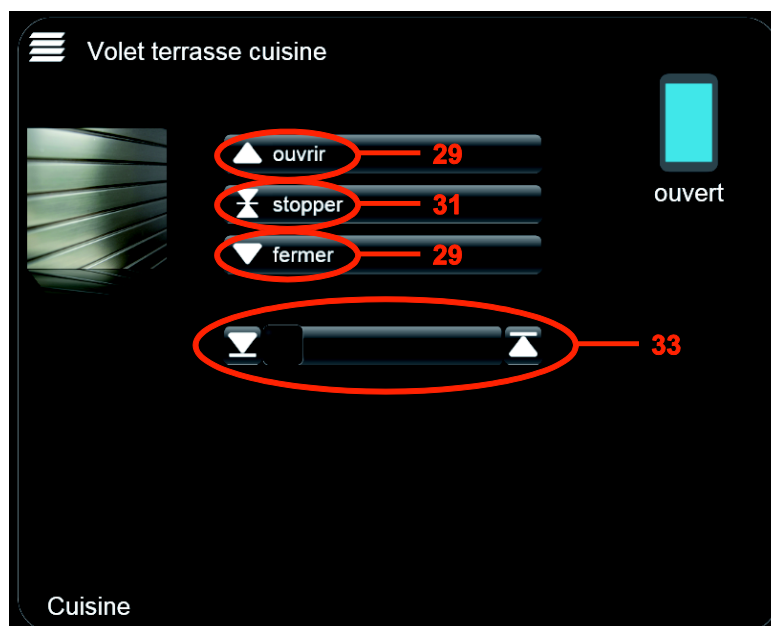 Volet terrasse cuisine
ouvrir 29
stopper 31
fermer 29
ouvert
33
Cuisine